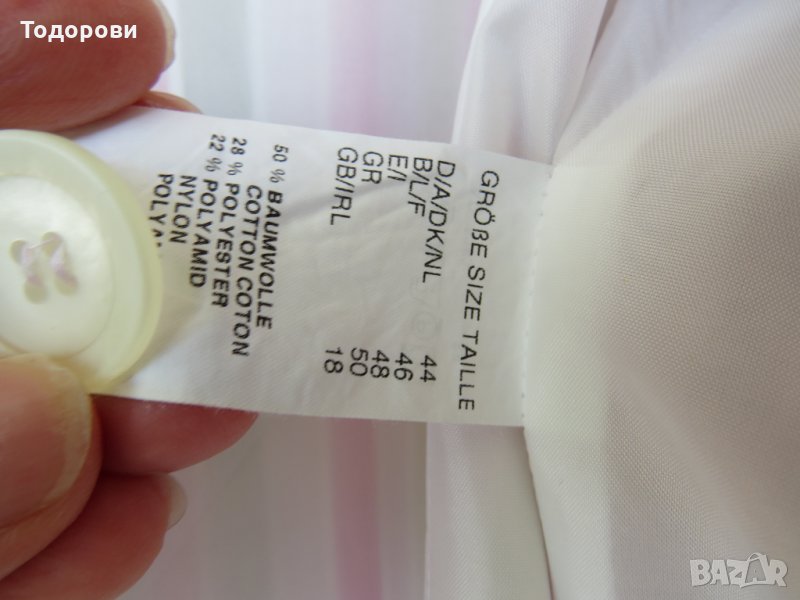 Тодорови
GRÖßE SIZE TAILLE
D/A/DK/NL 44
B/L/F 46
E/I 48
GR 50
GB/IRL 18
50 % BAUMWOLLE
COTTON COTON
28 % POLYESTER
22 % POLYAMID
NYLON
BAZAR